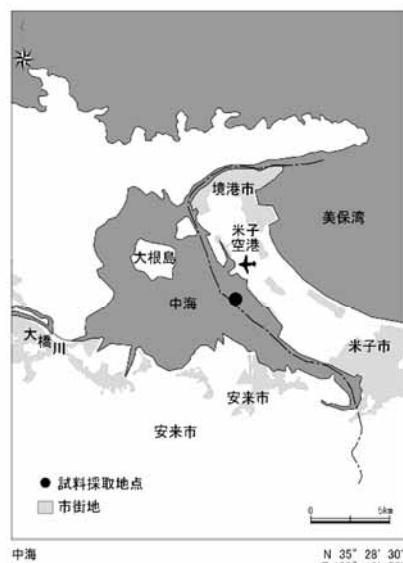 境港市
美保湾
米子
空港
大根島
中海
大橋川
米子市
安来市
安来市
● 試料採取地点
市街地
0 5km
中海
N 35° 28' 30"